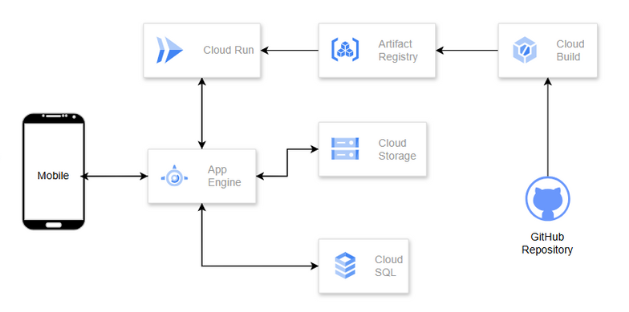 Cloud Run
Artifact
Registry
Cloud
Build
Mobile
App
Engine
Cloud
Storage
Cloud
SQL
GitHub
Repository